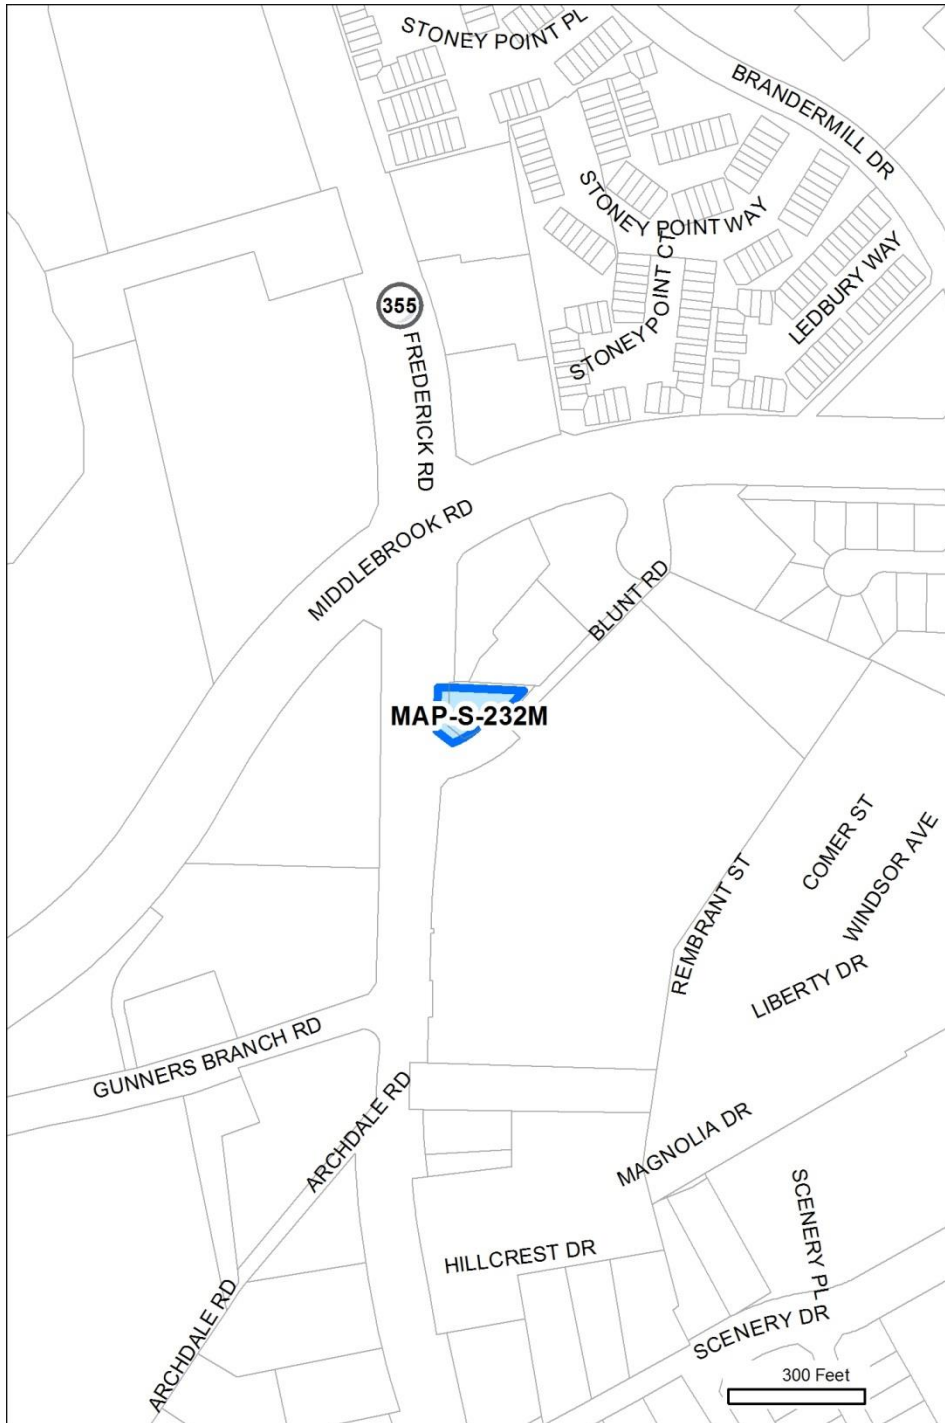 STONEY POINT PL
BRANDERMILL DR
STONEY POINT WAY
STONEY POINT CT
LEDBURY WAY
355
FREDERICK RD
MIDDLEBROOK RD
BLUNT RD
MAP-S-232M
COMER ST
WINDSOR AVE
REMBRANT ST
LIBERTY DR
GUNNERS BRANCH RD
ARCHDALE RD
MAGNOLIA DR
SCENERY PL
HILLCREST DR
ARCHDALE RD
SCENERY DR
300 Feet